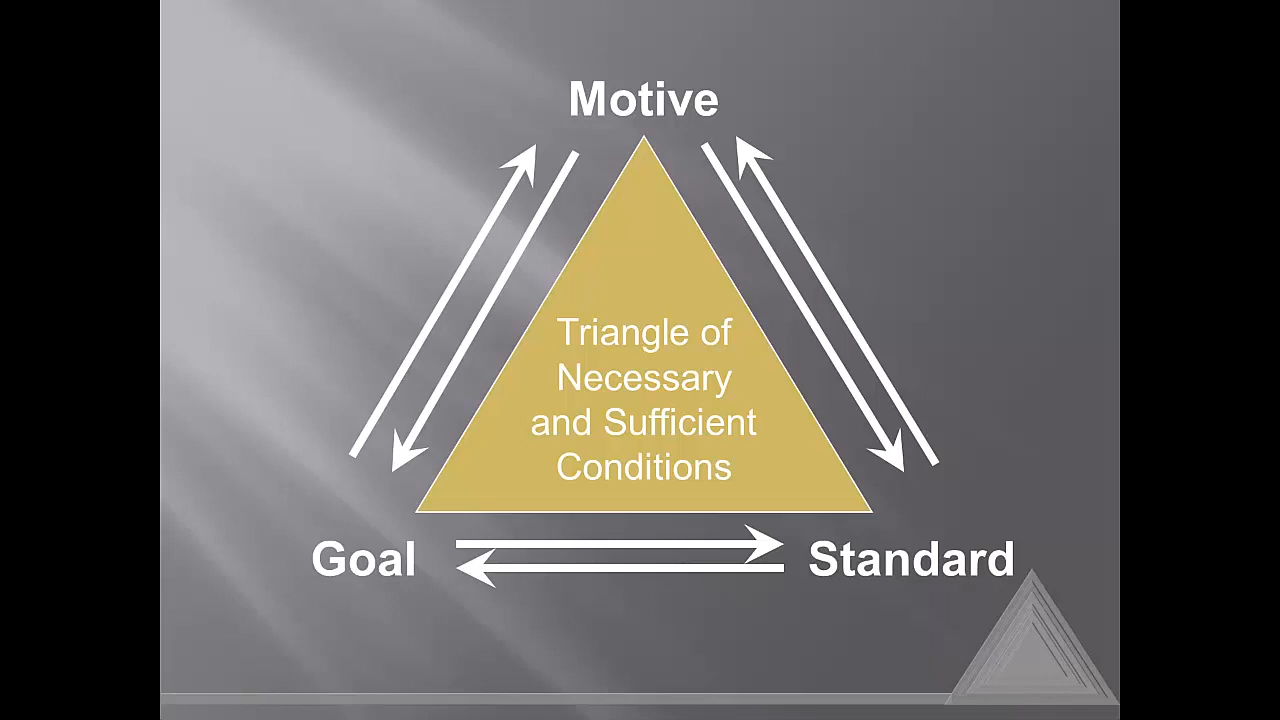 Motive
Triangle of
Necessary
and Sufficient
Conditions
Goal
Standard